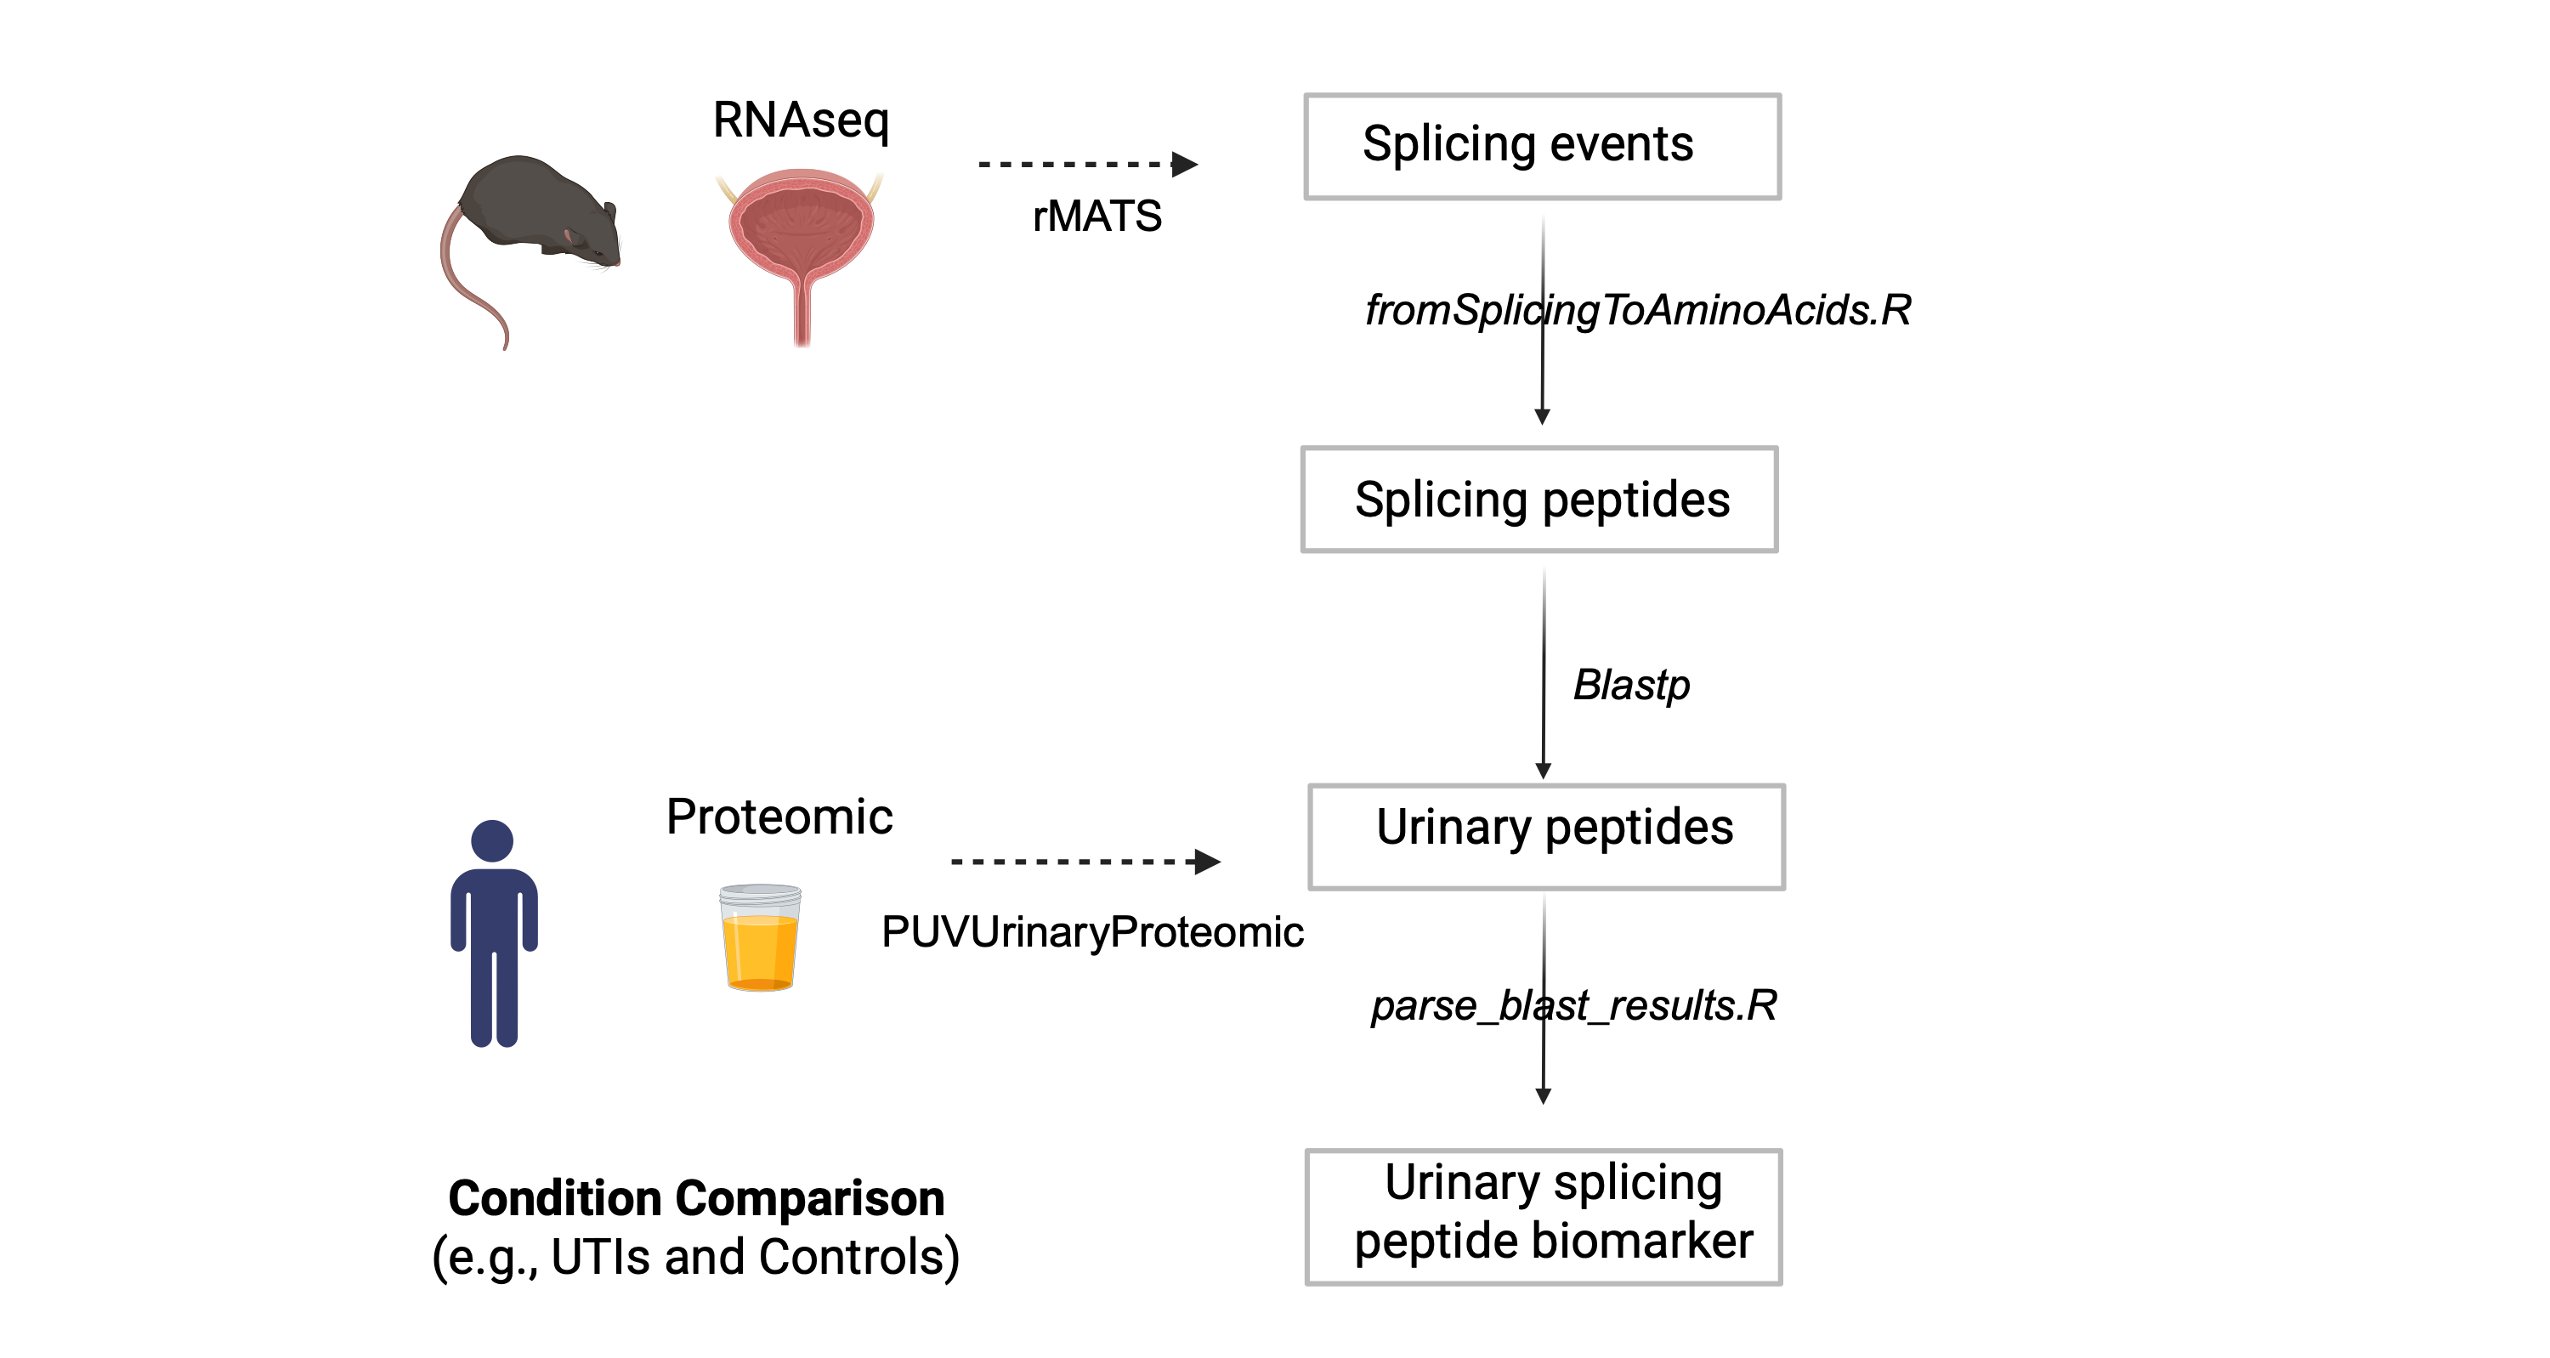 RNAseq
rMATS
Splicing events
fromSplicingToAminoAcids.R
Splicing peptides
Blastp
Proteomic
PUVUrinaryProteomic
Urinary peptides
parse_blast_results.R
Condition Comparison
(e.g., UTIs and Controls)
Urinary splicing
peptide biomarker